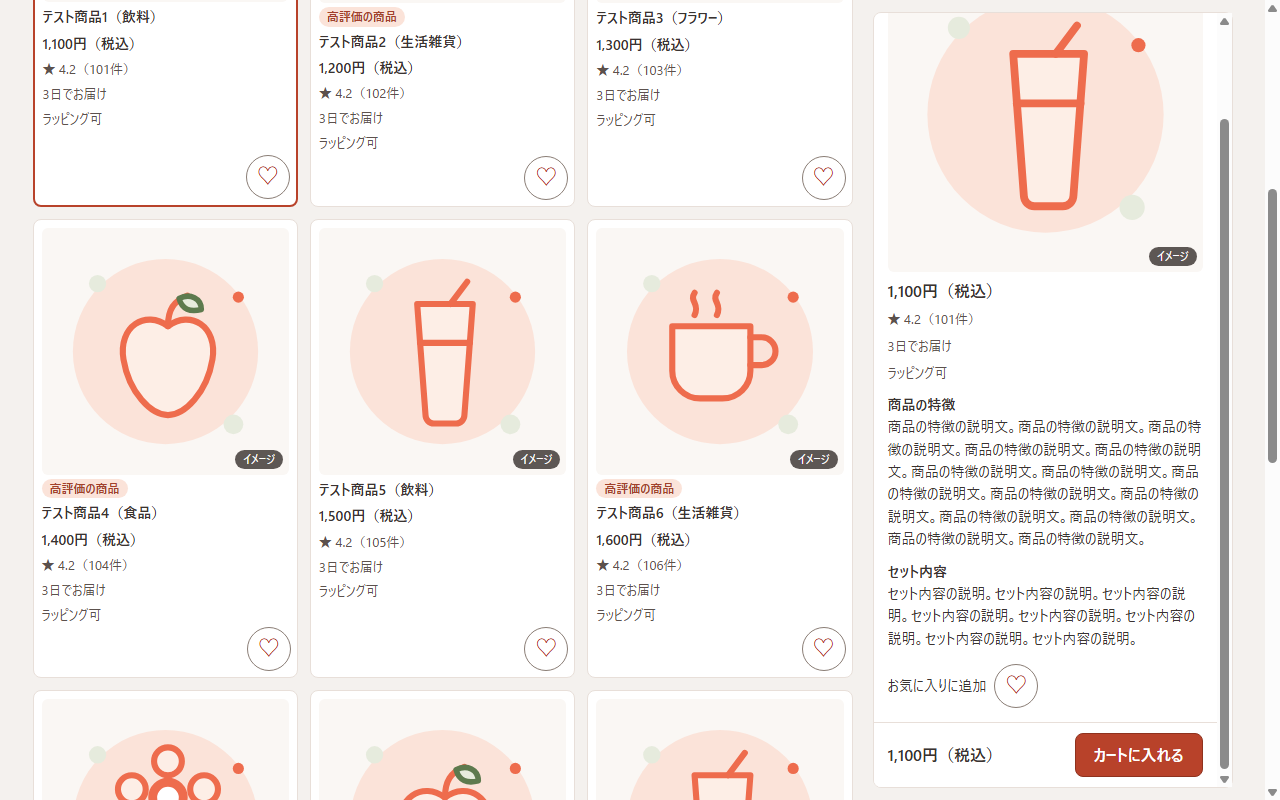 テスト商品1（飲料）
1,100円（税込）
★ 4.2（101件）
3日でお届け
ラッピング可
♡
高評価の商品
テスト商品2（生活雑貨）
1,200円（税込）
★ 4.2（102件）
3日でお届け
ラッピング可
♡
テスト商品3（フラワー）
1,300円（税込）
★ 4.2（103件）
3日でお届け
ラッピング可
♡
イメージ
高評価の商品
テスト商品4（食品）
1,400円（税込）
★ 4.2（104件）
3日でお届け
ラッピング可
♡
イメージ
テスト商品5（飲料）
1,500円（税込）
★ 4.2（105件）
3日でお届け
ラッピング可
♡
イメージ
高評価の商品
テスト商品6（生活雑貨）
1,600円（税込）
★ 4.2（106件）
3日でお届け
ラッピング可
♡
イメージ
1,100円（税込）
★ 4.2（101件）
3日でお届け
ラッピング可
商品の特徴
商品の特徴の説明文。商品の特徴の説明文。商品の特
徴の説明文。商品の特徴の説明文。商品の特徴の説明
文。商品の特徴の説明文。商品の特徴の説明文。商品
の特徴の説明文。商品の特徴の説明文。商品の特徴の
説明文。商品の特徴の説明文。商品の特徴の説明文。
商品の特徴の説明文。商品の特徴の説明文。
セット内容
セット内容の説明。セット内容の説明。セット内容の説
明。セット内容の説明。セット内容の説明。セット内容の
説明。セット内容の説明。セット内容の説明。
お気に入りに追加 ♡
1,100円（税込） カートに入れる